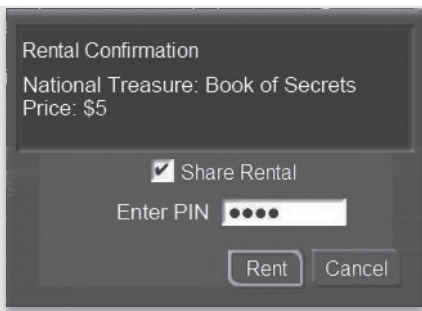 Rental Confirmation
National Treasure: Book of Secrets
Price: $5
Share Rental
Enter PIN ●●●●
Rent Cancel